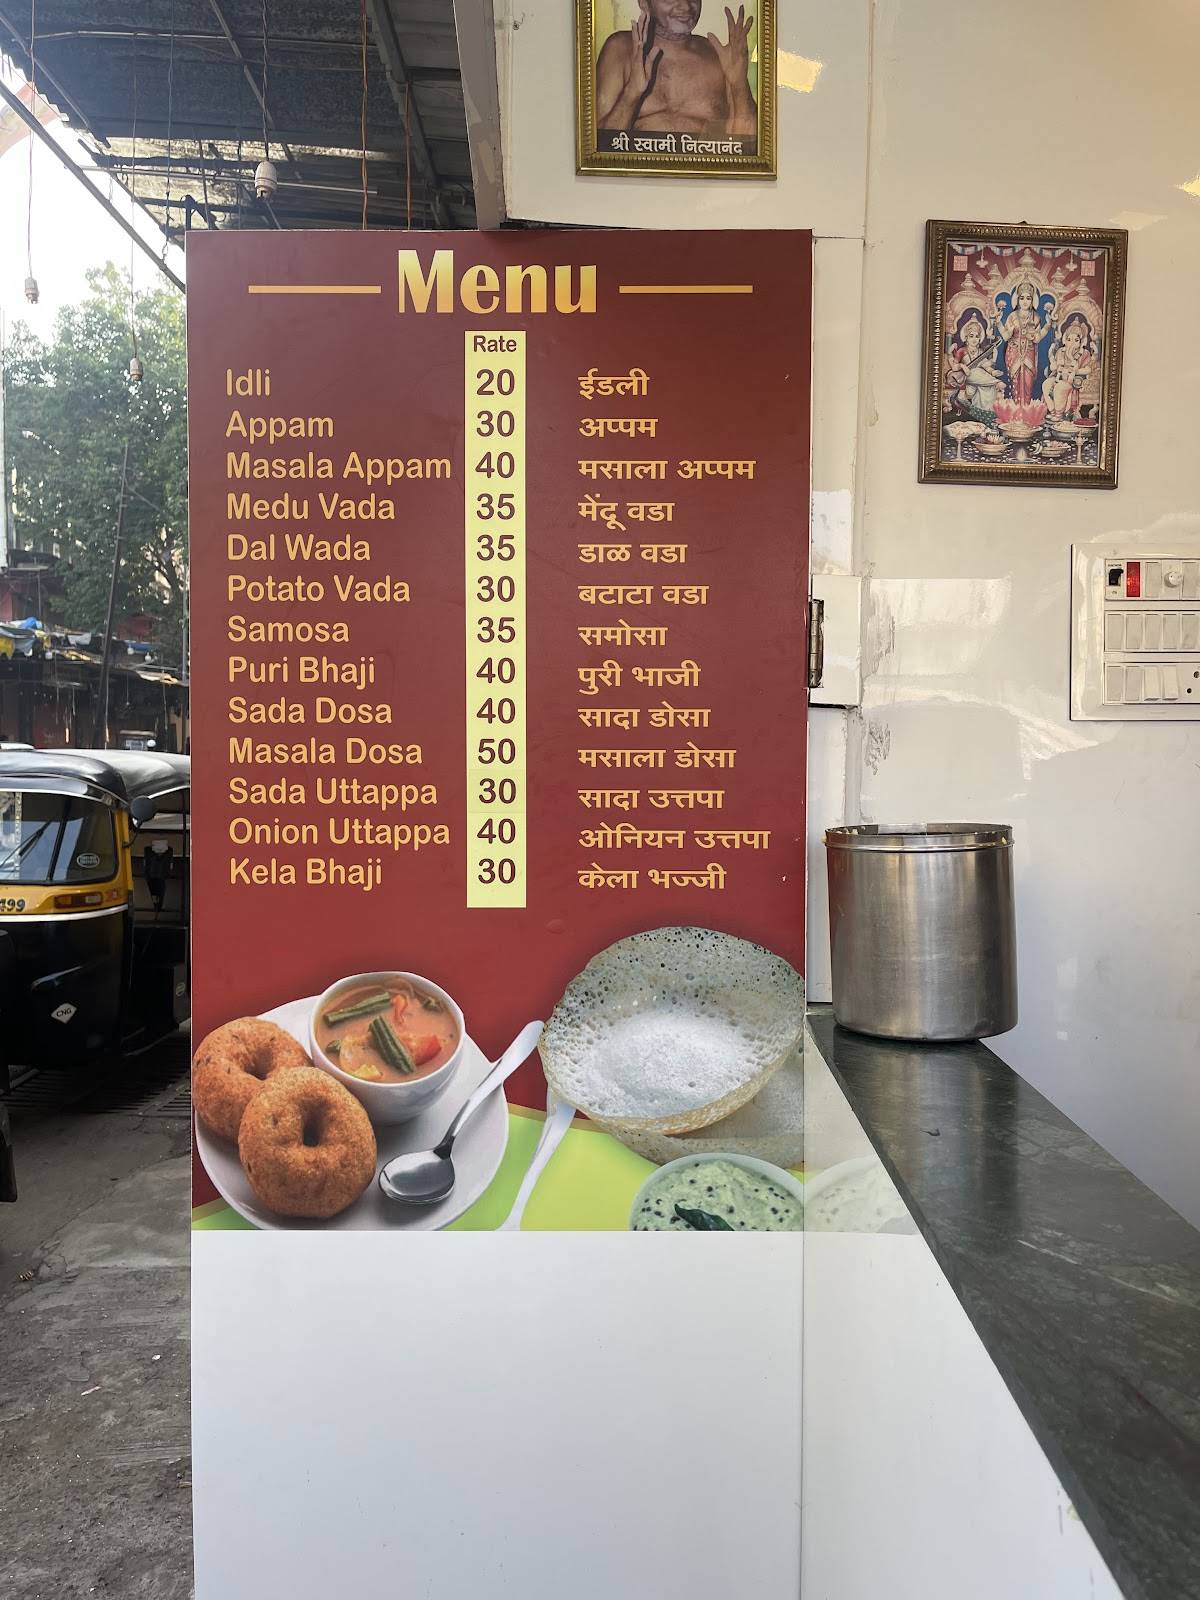 श्री स्वामी नित्यानंद
Menu
Rate
Idli 20 ईडली
Appam 30 अप्पम
Masala Appam 40 मसाला अप्पम
Medu Vada 35 मेंदू वडा
Dal Wada 35 डाळ वडा
Potato Vada 30 बटाटा वडा
Samosa 35 समोसा
Puri Bhaji 40 पुरी भाजी
Sada Dosa 40 सादा डोसा
Masala Dosa 50 मसाला डोसा
Sada Uttappa 30 सादा उत्तपा
Onion Uttappa 40 ओनियन उत्तपा
Kela Bhaji 30 केला भज्जी
499
CNG